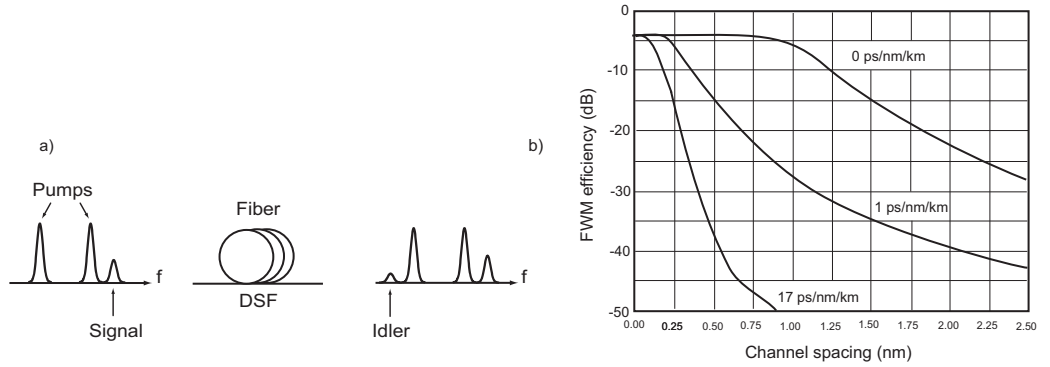 a)
Pumps
Signal
f
Fiber
DSF
Idler
f
b)
FWM efficiency (dB)
0
-10
-20
-30
-40
-50
0 ps/nm/km
1 ps/nm/km
17 ps/nm/km
0.00 0.25 0.50 0.75 1.00 1.25 1.50 1.75 2.00 2.25 2.50
Channel spacing (nm)